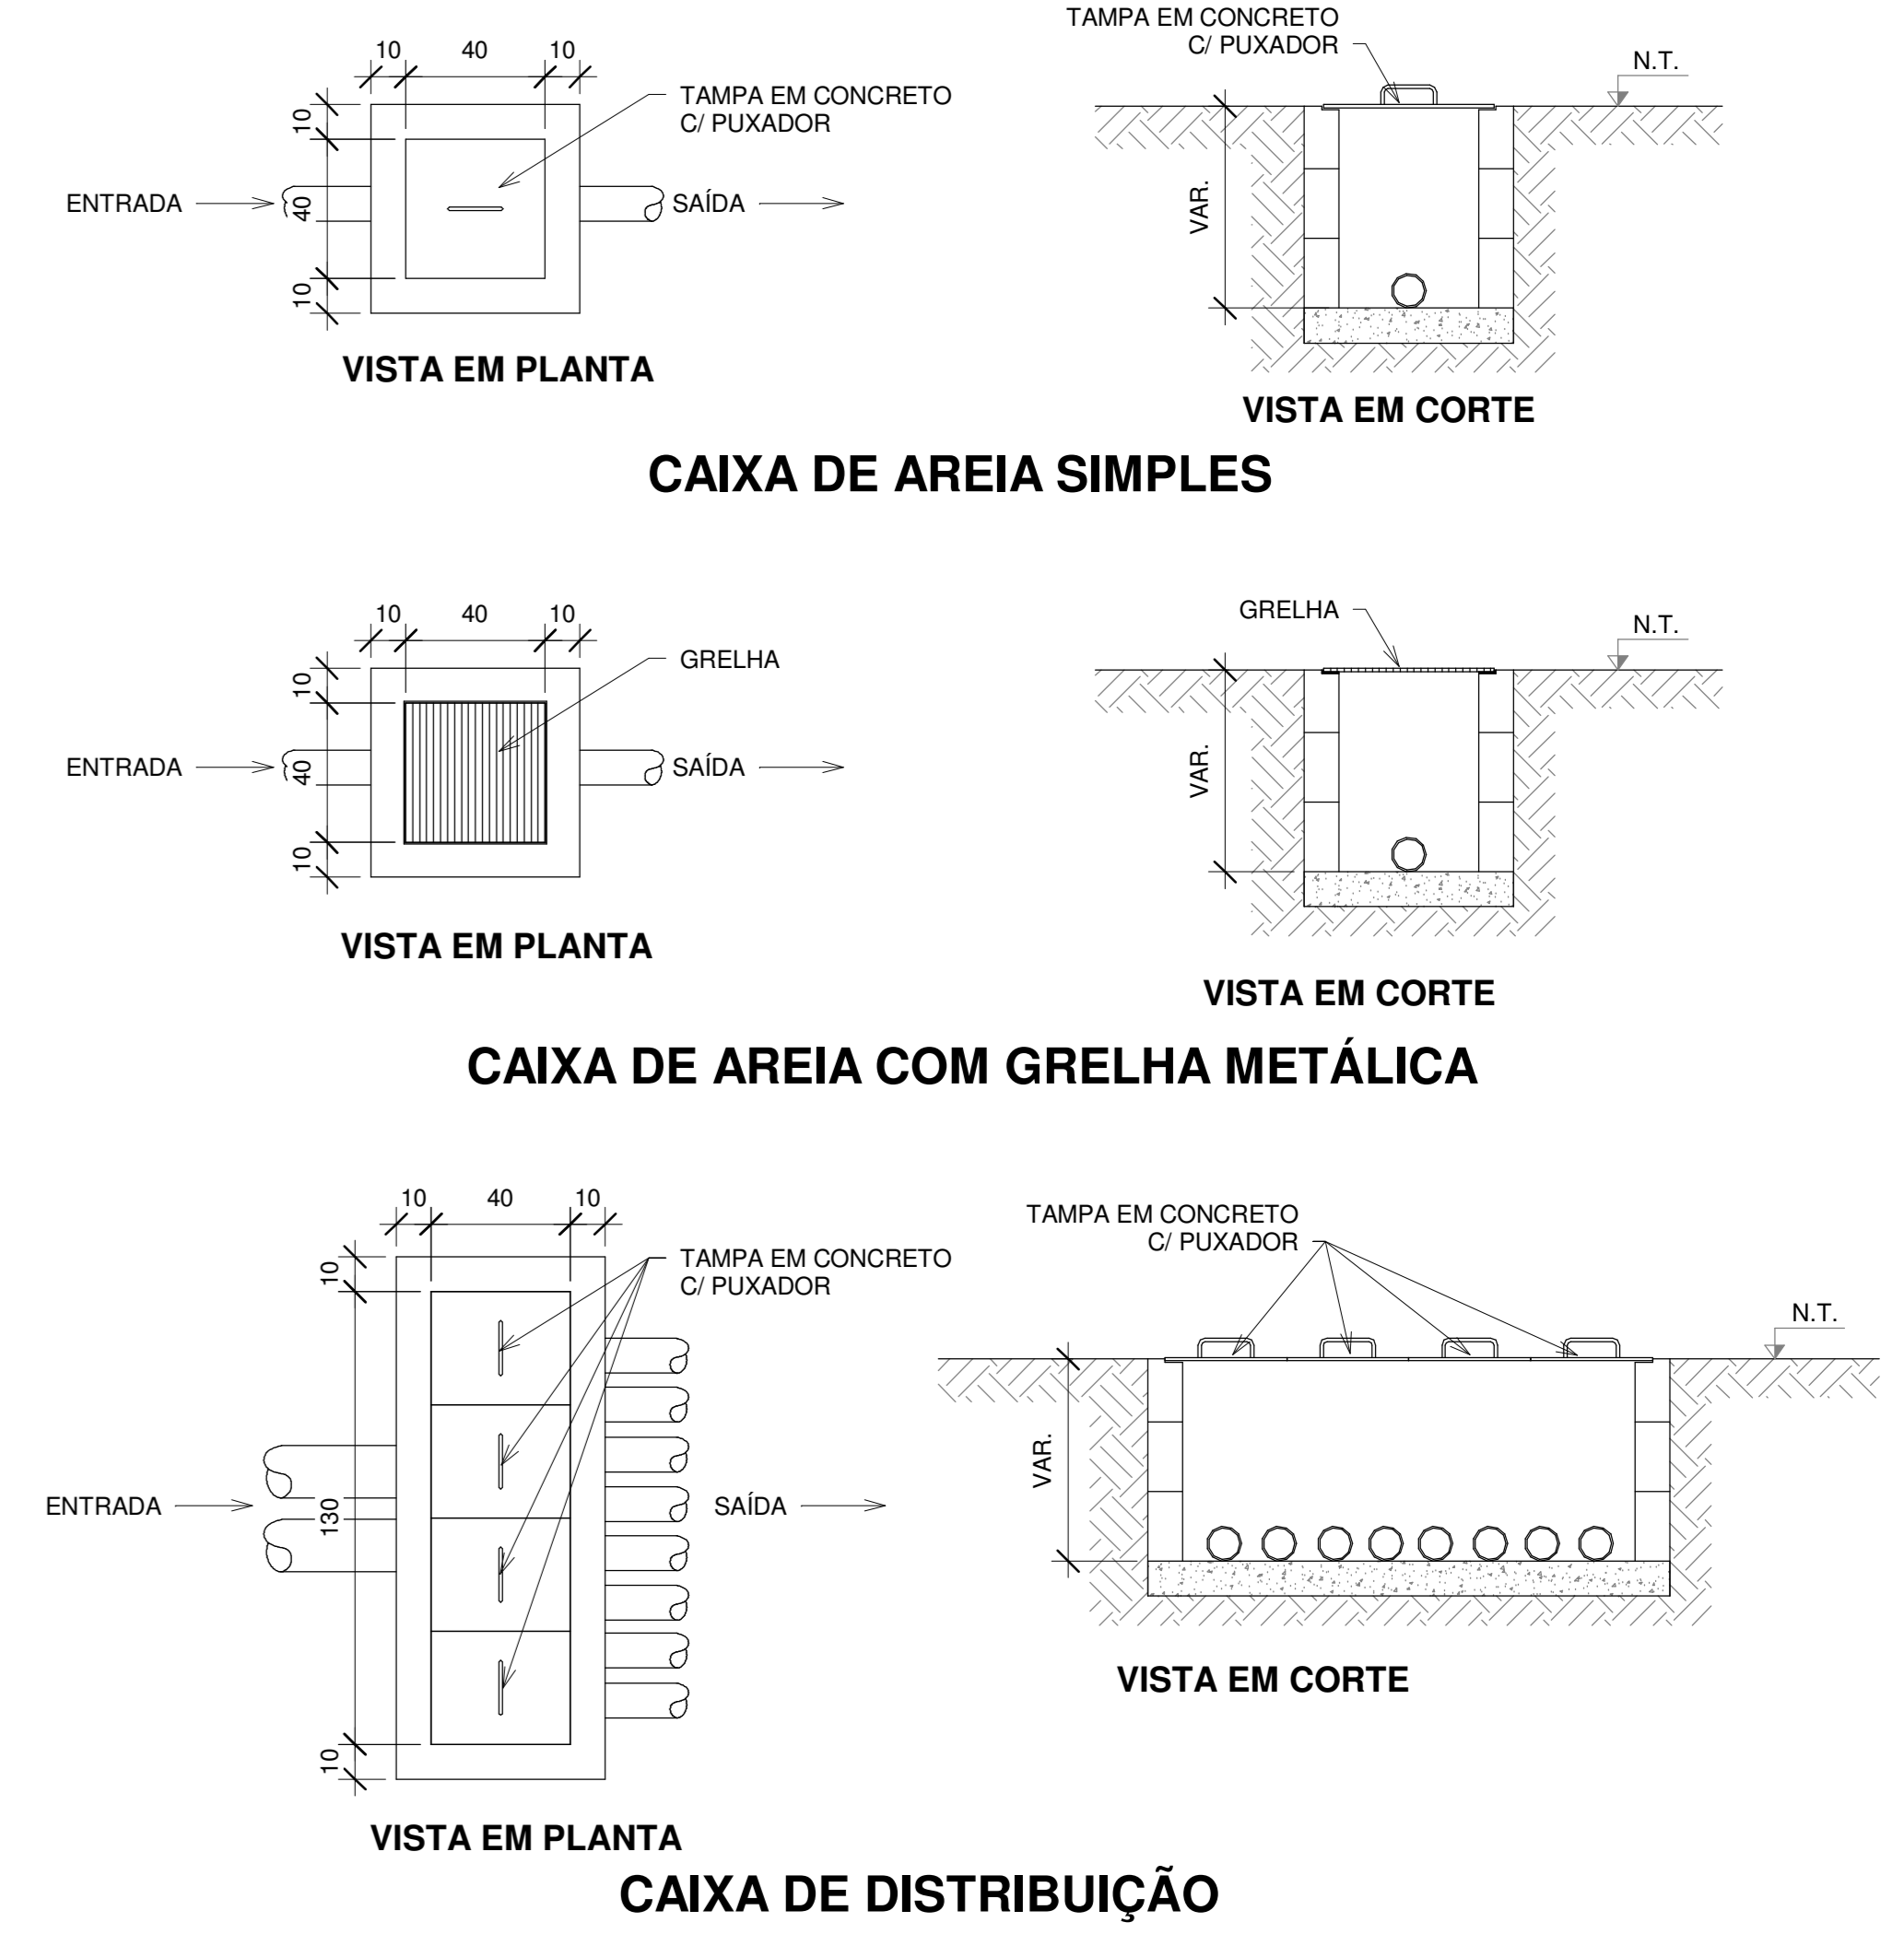 10 40 10
TAMPA EM CONCRETO
C/ PUXADOR
10
ENTRADA
40
SAÍDA
10
VISTA EM PLANTA
TAMPA EM CONCRETO
C/ PUXADOR
N.T.
VAR.
VISTA EM CORTE
CAIXA DE AREIA SIMPLES
10 40 10
GRELHA
10
ENTRADA
40
SAÍDA
10
VISTA EM PLANTA
GRELHA
N.T.
VAR.
VISTA EM CORTE
CAIXA DE AREIA COM GRELHA METÁLICA
10 40 10
TAMPA EM CONCRETO
C/ PUXADOR
10
ENTRADA
130
SAÍDA
10
VISTA EM PLANTA
TAMPA EM CONCRETO
C/ PUXADOR
N.T.
VAR.
VISTA EM CORTE
CAIXA DE DISTRIBUIÇÃO